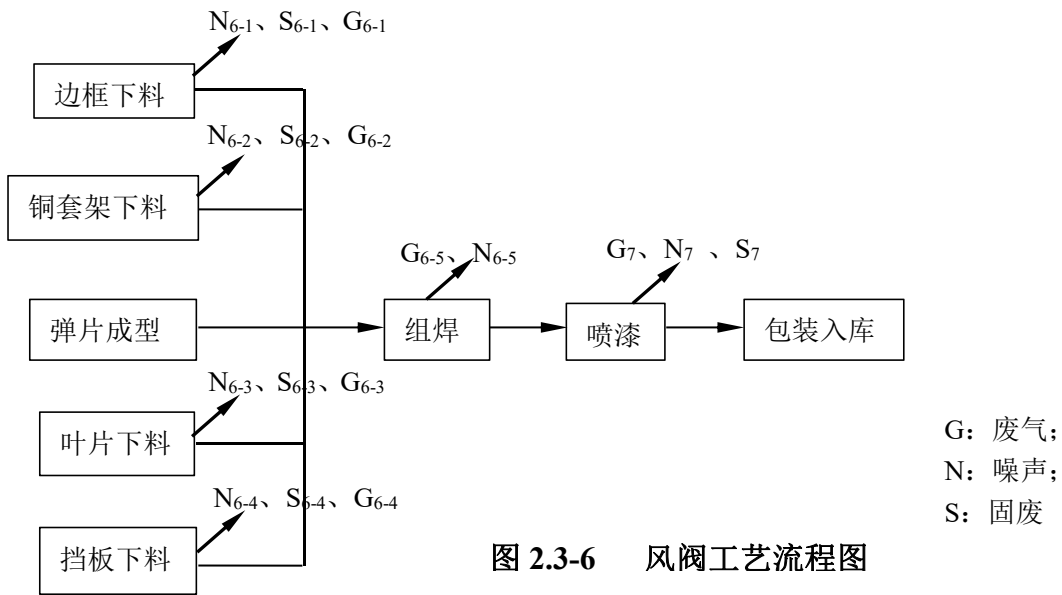 N6-1、S6-1、G6-1
边框下料
N6-2、S6-2、G6-2
铜套架下料
G6-5、N6-5
G7、N7 、S7
弹片成型
组焊
喷漆
包装入库
N6-3、S6-3、G6-3
叶片下料
G：废气；
N：噪声；
S：固废
N6-4、S6-4、G6-4
挡板下料
图 2.3-6 风阀工艺流程图